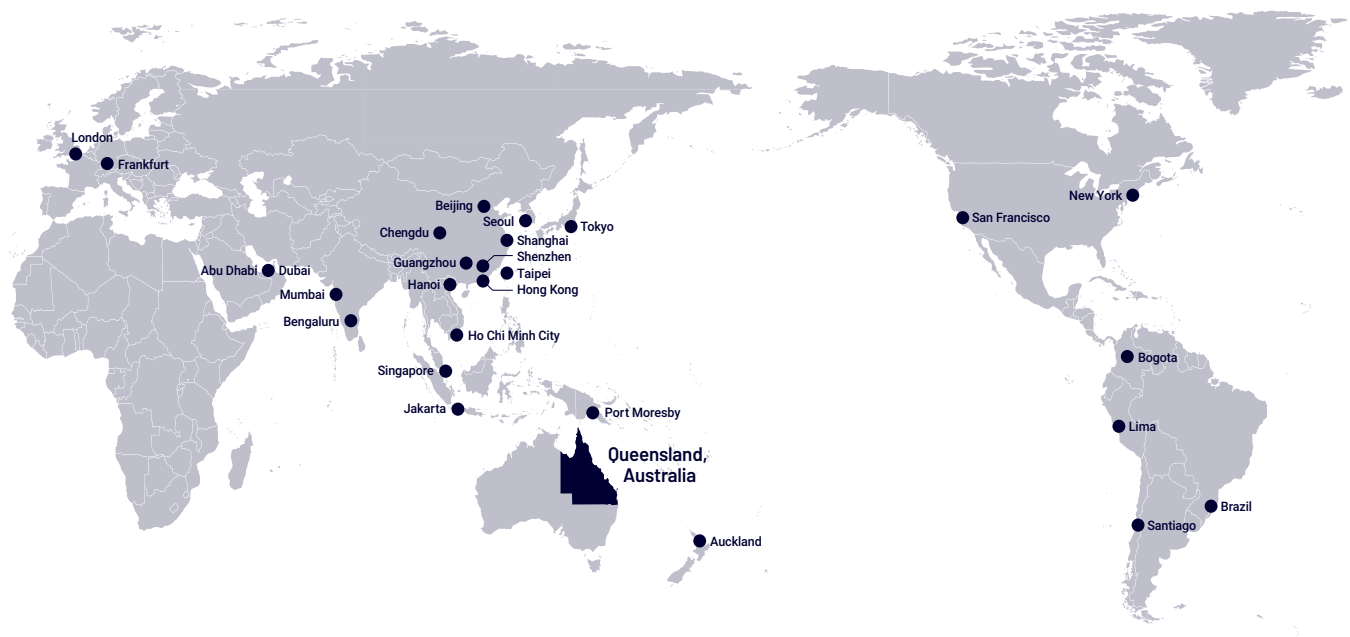 London
Frankfurt
New York
Beijing
San Francisco
Seoul
Tokyo
Chengdu
Shanghai
Shenzhen
Guangzhou
Abu Dhabi
Dubai
Taipei
Hanoi
Hong Kong
Mumbai
Bengaluru
Ho Chi Minh City
Bogota
Singapore
Jakarta
Port Moresby
Lima
Queensland,
Australia
Brazil
Santiago
Auckland